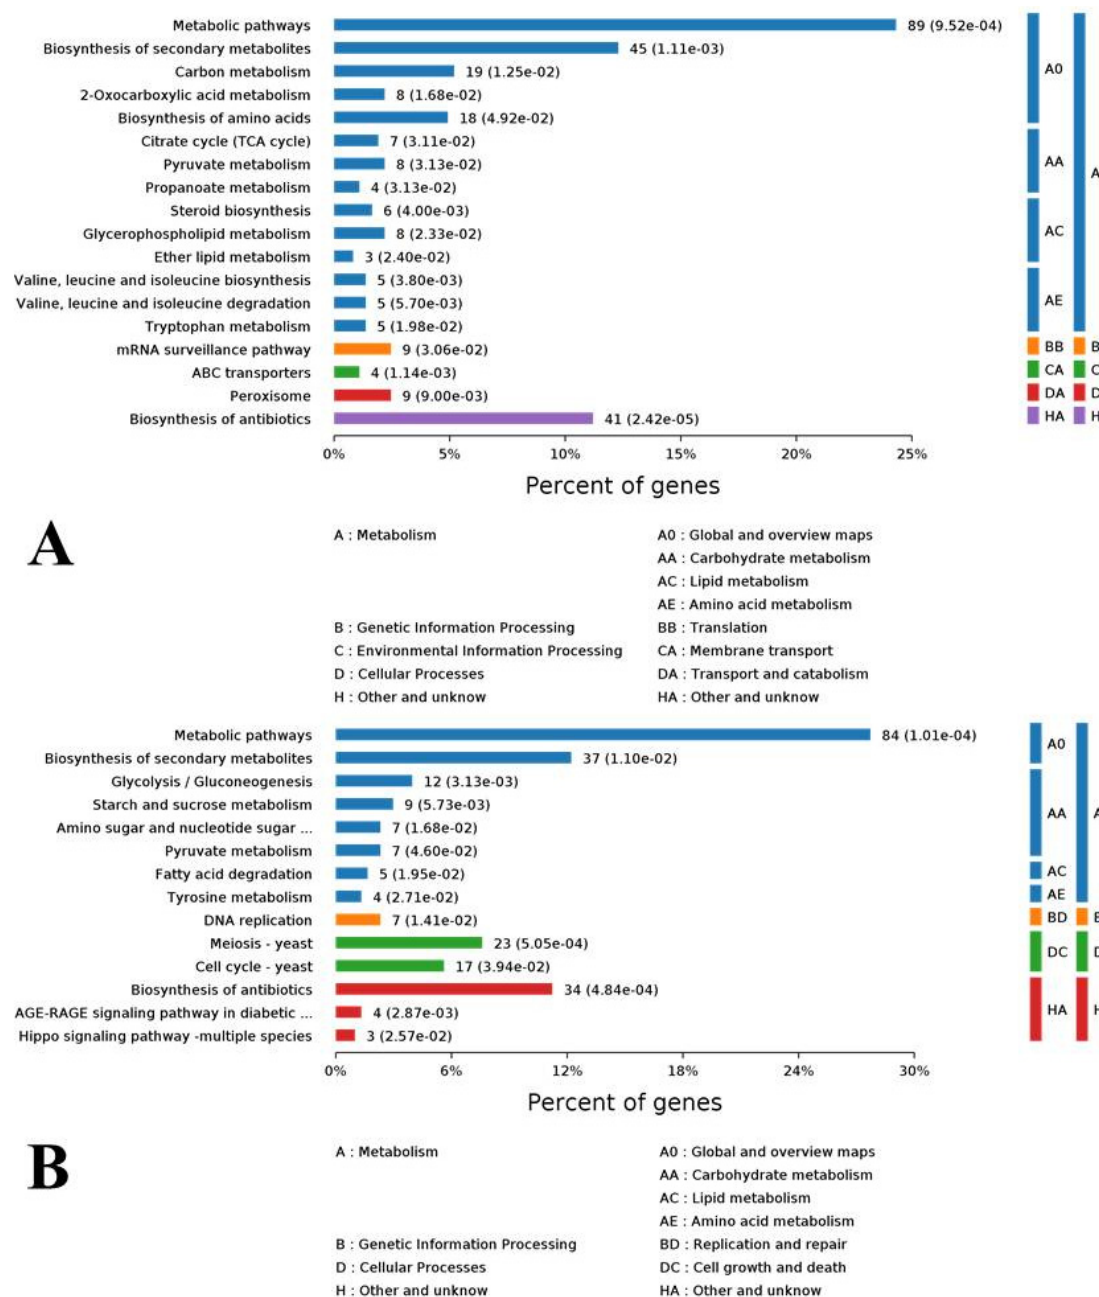 Metabolic pathways 89 (9.52e-04)
Biosynthesis of secondary metabolites 45 (1.11e-03)
Carbon metabolism 19 (1.25e-02) A0
2-Oxocarboxylic acid metabolism 8 (1.68e-02)
Biosynthesis of amino acids 18 (4.92e-02)
Citrate cycle (TCA cycle) 7 (3.11e-02)
Pyruvate metabolism 8 (3.13e-02) AA A
Propanoate metabolism 4 (3.13e-02)
Steroid biosynthesis 6 (4.00e-03)
Glycerophospholipid metabolism 8 (2.33e-02) AC
Ether lipid metabolism 3 (2.40e-02)
Valine, leucine and isoleucine biosynthesis 5 (3.80e-03)
Valine, leucine and isoleucine degradation 5 (5.70e-03) AE
Tryptophan metabolism 5 (1.98e-02)
mRNA surveillance pathway 9 (3.06e-02) BB B
ABC transporters 4 (1.14e-03) CA C
Peroxisome 9 (9.00e-03) DA D
Biosynthesis of antibiotics 41 (2.42e-05) HA H
0% 5% 10% 15% 20% 25%
Percent of genes
A
A : Metabolism A0 : Global and overview maps
AA : Carbohydrate metabolism
AC : Lipid metabolism
AE : Amino acid metabolism
B : Genetic Information Processing BB : Translation
C : Environmental Information Processing CA : Membrane transport
D : Cellular Processes DA : Transport and catabolism
H : Other and unknow HA : Other and unknow
Metabolic pathways 84 (1.01e-04) A0
Biosynthesis of secondary metabolites 37 (1.10e-02)
Glycolysis / Gluconeogenesis 12 (3.13e-03)
Starch and sucrose metabolism 9 (5.73e-03) AA A
Amino sugar and nucleotide sugar ... 7 (1.68e-02)
Pyruvate metabolism 7 (4.60e-02)
Fatty acid degradation 5 (1.95e-02) AC
Tyrosine metabolism 4 (2.71e-02) AE
DNA replication 7 (1.41e-02) BD B
Meiosis - yeast 23 (5.05e-04) DC D
Cell cycle - yeast 17 (3.94e-02)
Biosynthesis of antibiotics 34 (4.84e-04)
AGE-RAGE signaling pathway in diabetic ... 4 (2.87e-03) HA H
Hippo signaling pathway -multiple species 3 (2.57e-02)
0% 6% 12% 18% 24% 30%
Percent of genes
B
A : Metabolism A0 : Global and overview maps
AA : Carbohydrate metabolism
AC : Lipid metabolism
AE : Amino acid metabolism
B : Genetic Information Processing BD : Replication and repair
D : Cellular Processes DC : Cell growth and death
H : Other and unknow HA : Other and unknow